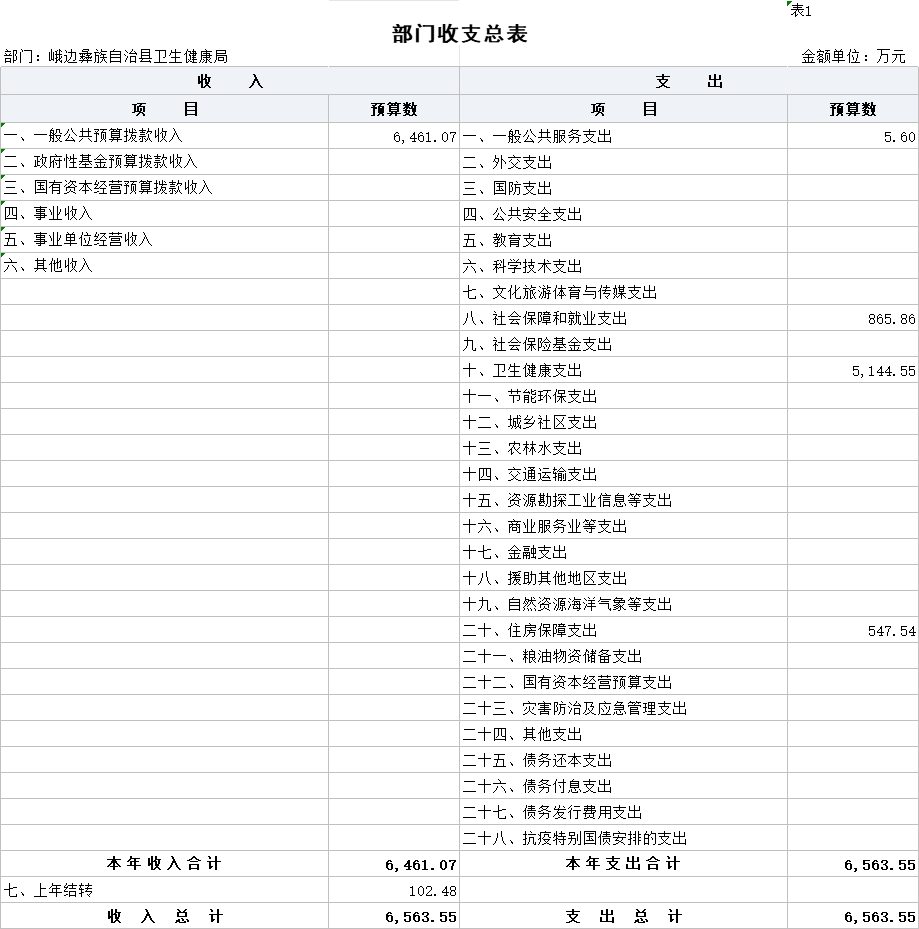 表1
部门收支总表
部门：峨边彝族自治县卫生健康局 金额单位：万元
收 入 支 出
项 目 预算数 项 目 预算数
一、一般公共预算拨款收入 6,461.07 一、一般公共服务支出 5.60
二、政府性基金预算拨款收入 二、外交支出
三、国有资本经营预算拨款收入 三、国防支出
四、事业收入 四、公共安全支出
五、事业单位经营收入 五、教育支出
六、其他收入 六、科学技术支出
七、文化旅游体育与传媒支出
八、社会保障和就业支出 865.86
九、社会保险基金支出
十、卫生健康支出 5,144.55
十一、节能环保支出
十二、城乡社区支出
十三、农林水支出
十四、交通运输支出
十五、资源勘探工业信息等支出
十六、商业服务业等支出
十七、金融支出
十八、援助其他地区支出
十九、自然资源海洋气象等支出
二十、住房保障支出 547.54
二十一、粮油物资储备支出
二十二、国有资本经营预算支出
二十三、灾害防治及应急管理支出
二十四、其他支出
二十五、债务还本支出
二十六、债务付息支出
二十七、债务发行费用支出
二十八、抗疫特别国债安排的支出
本年收入合计 6,461.07 本年支出合计 6,563.55
七、上年结转 102.48
收 入 总 计 6,563.55 支 出 总 计 6,563.55